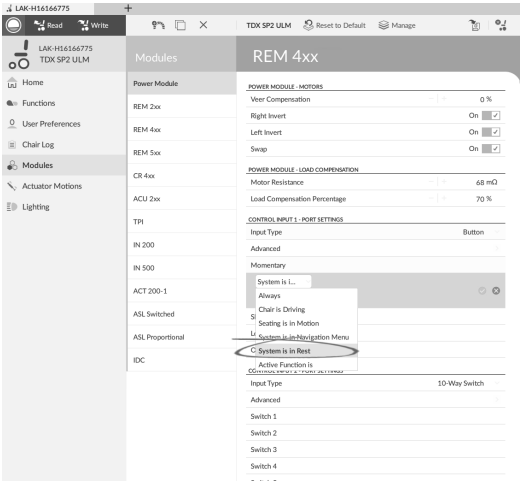 LAK-H16166775
Read
Write
TDX SP2 ULM
Reset to Default
Manage
LAK-H16166775
TDX SP2 ULM
Modules
REM 4xx
Home
Functions
User Preferences
Chair Log
Modules
Actuator Motions
Lighting
Power Module
REM 2xx
REM 4xx
REM 5xx
CR 4xx
ACU 2xx
TPI
IN 200
IN 500
ACT 200-1
ASL Switched
ASL Proportional
IDC
POWER MODULE - MOTORS
Veer Compensation 0 %
Right Invert On
Left Invert On
Swap On
POWER MODULE - LOAD COMPENSATION
Motor Resistance 68 mΩ
Load Compensation Percentage 70 %
CONTROL INPUT 1 - PORT SETTINGS
Input Type Button
Advanced
Momentary
System is i...
Always
Chair is Driving
Seating is in Motion
System is in Navigation Menu
System is in Rest
Active Function is
Input Type 10-Way Switch
Advanced
Switch 1
Switch 2
Switch 3
Switch 4